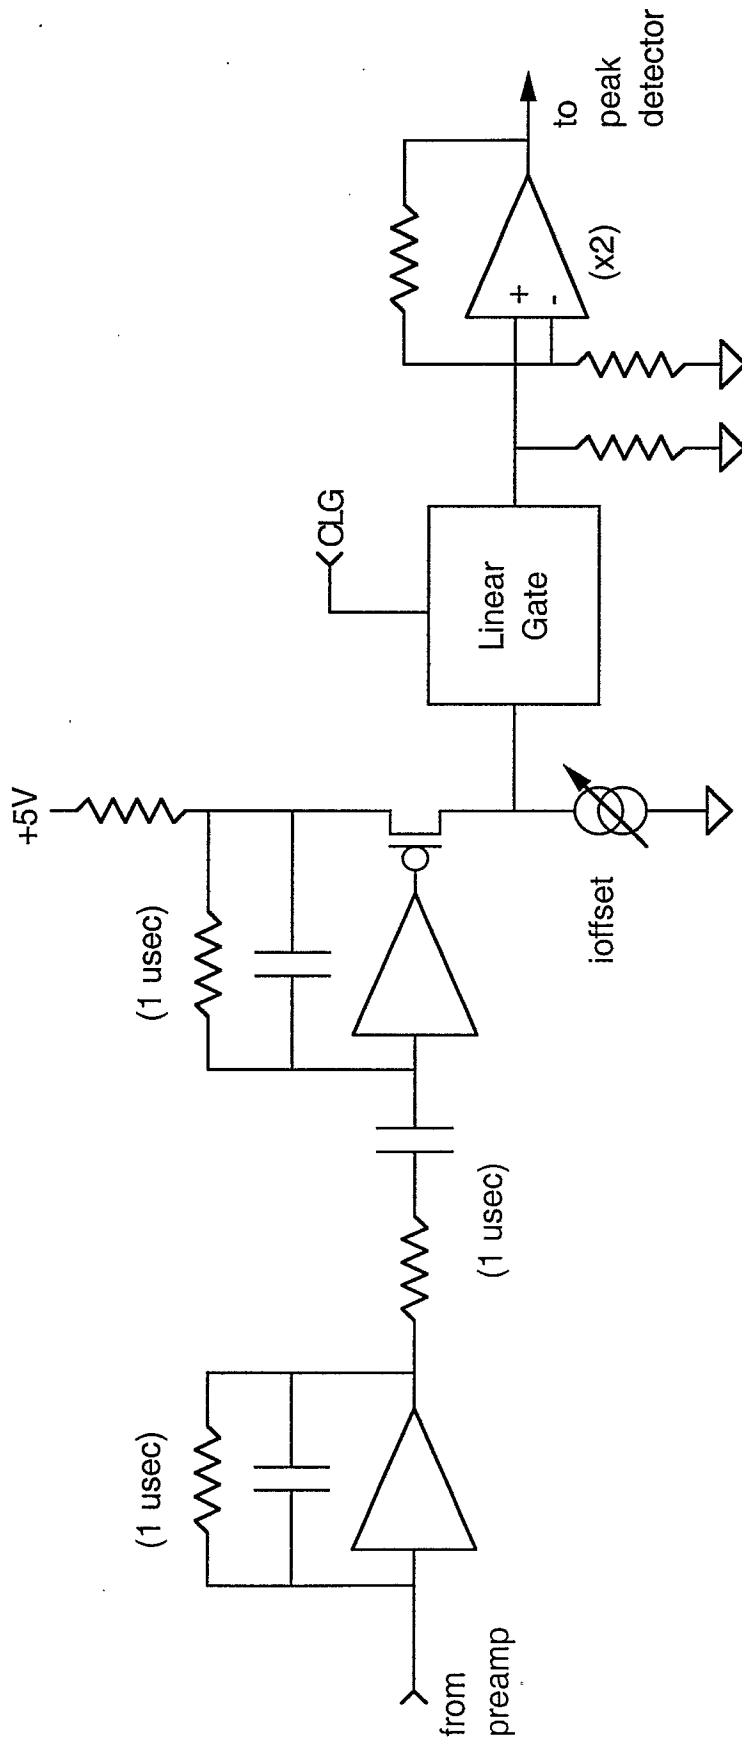 from
preamp
(1 usec)
(1 usec)
(1 usec)
+5V
ioffset
Linear
Gate
CLG
+
-
(x2)
to
peak
detector